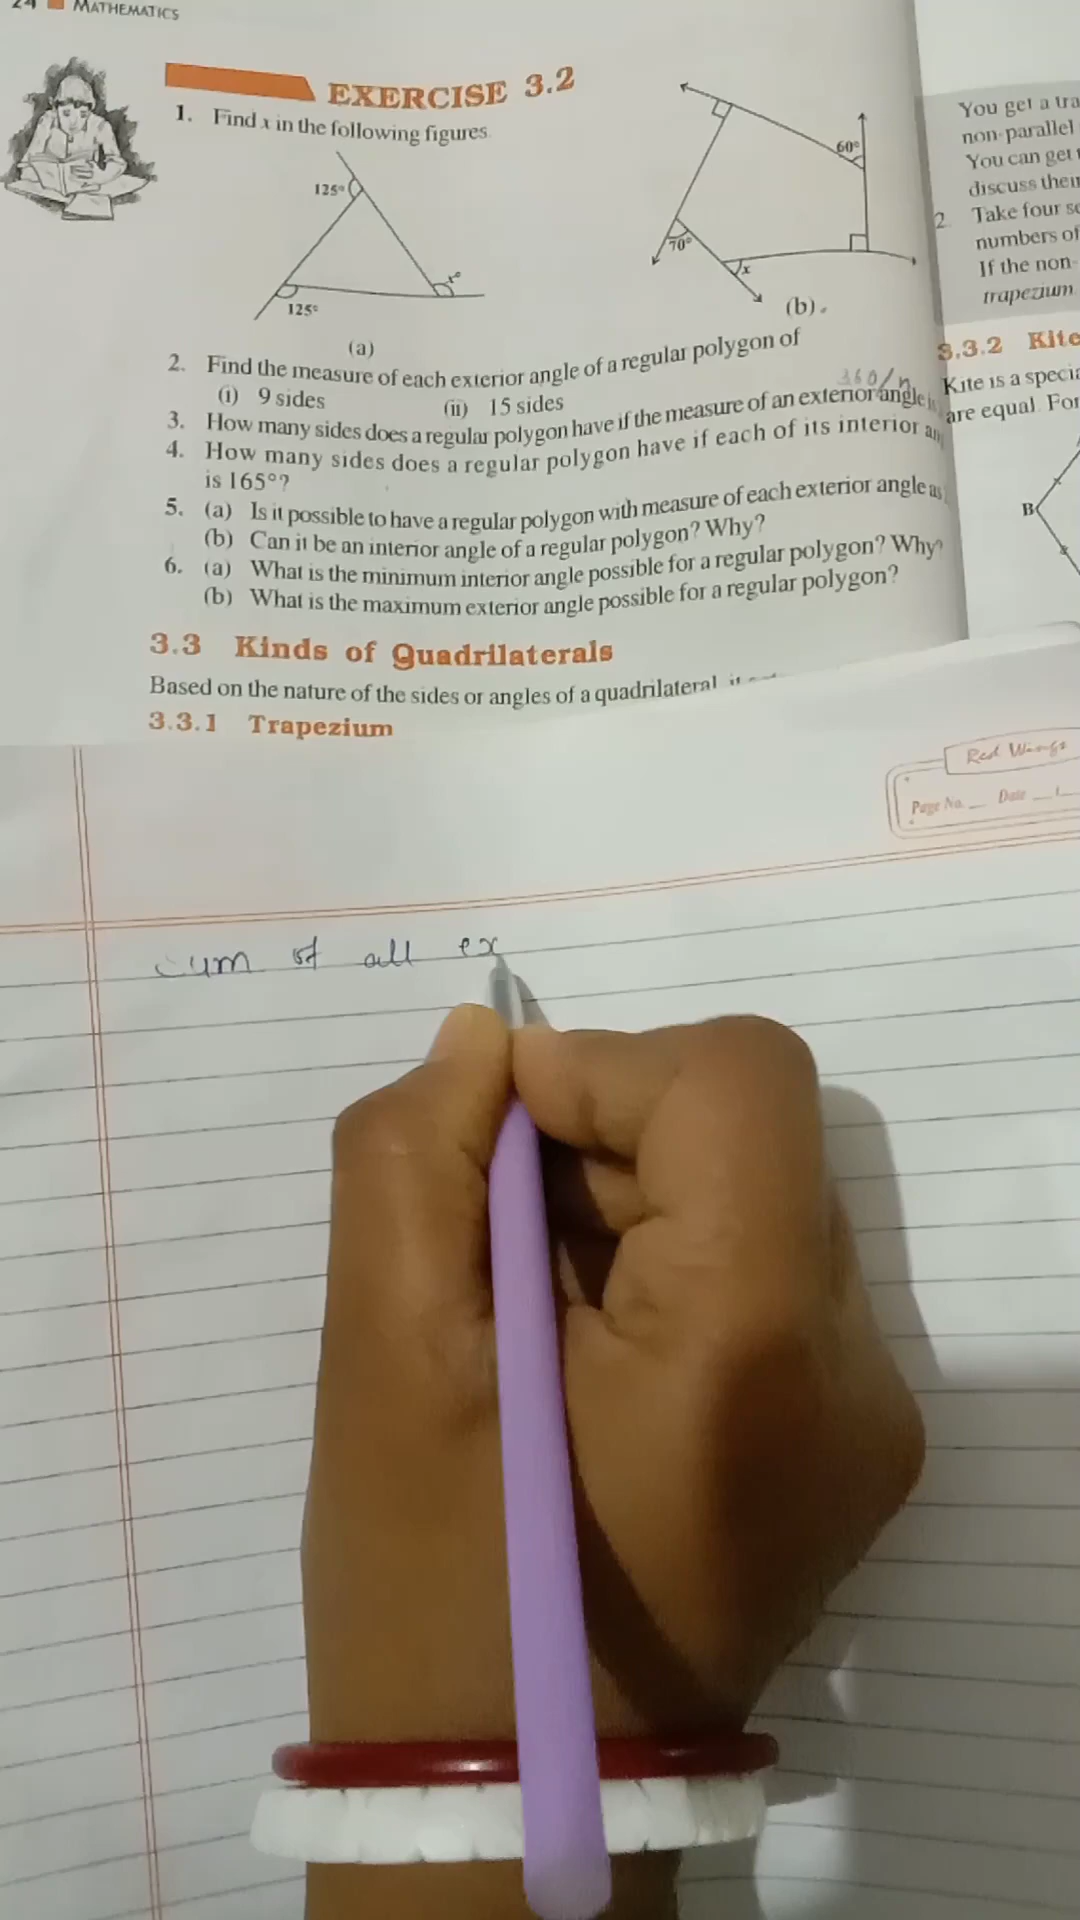 24 MATHEMATICS
EXERCISE 3.2
1. Find x in the following figures.
125°
125°
x°
(a)
60°
70°
x
(b)
2. Find the measure of each exterior angle of a regular polygon of
(i) 9 sides (ii) 15 sides
360/n
3. How many sides does a regular polygon have if the measure of an exterior angle
4. How many sides does a regular polygon have if each of its interior
is 165°?
5. (a) Is it possible to have a regular polygon with measure of each exterior angle as
(b) Can it be an interior angle of a regular polygon? Why?
6. (a) What is the minimum interior angle possible for a regular polygon? Why?
(b) What is the maximum exterior angle possible for a regular polygon?
3.3 Kinds of Quadrilaterals
Based on the nature of the sides or angles of a quadrilateral, it
3.3.1 Trapezium
You get a tra
non-parallel
You can get
discuss their
2. Take four
numbers of
If the non-
trapezium
3.3.2 Kite
Kite is a specia
are equal. For
B
Red Wings
Page No. Date
sum of all ex